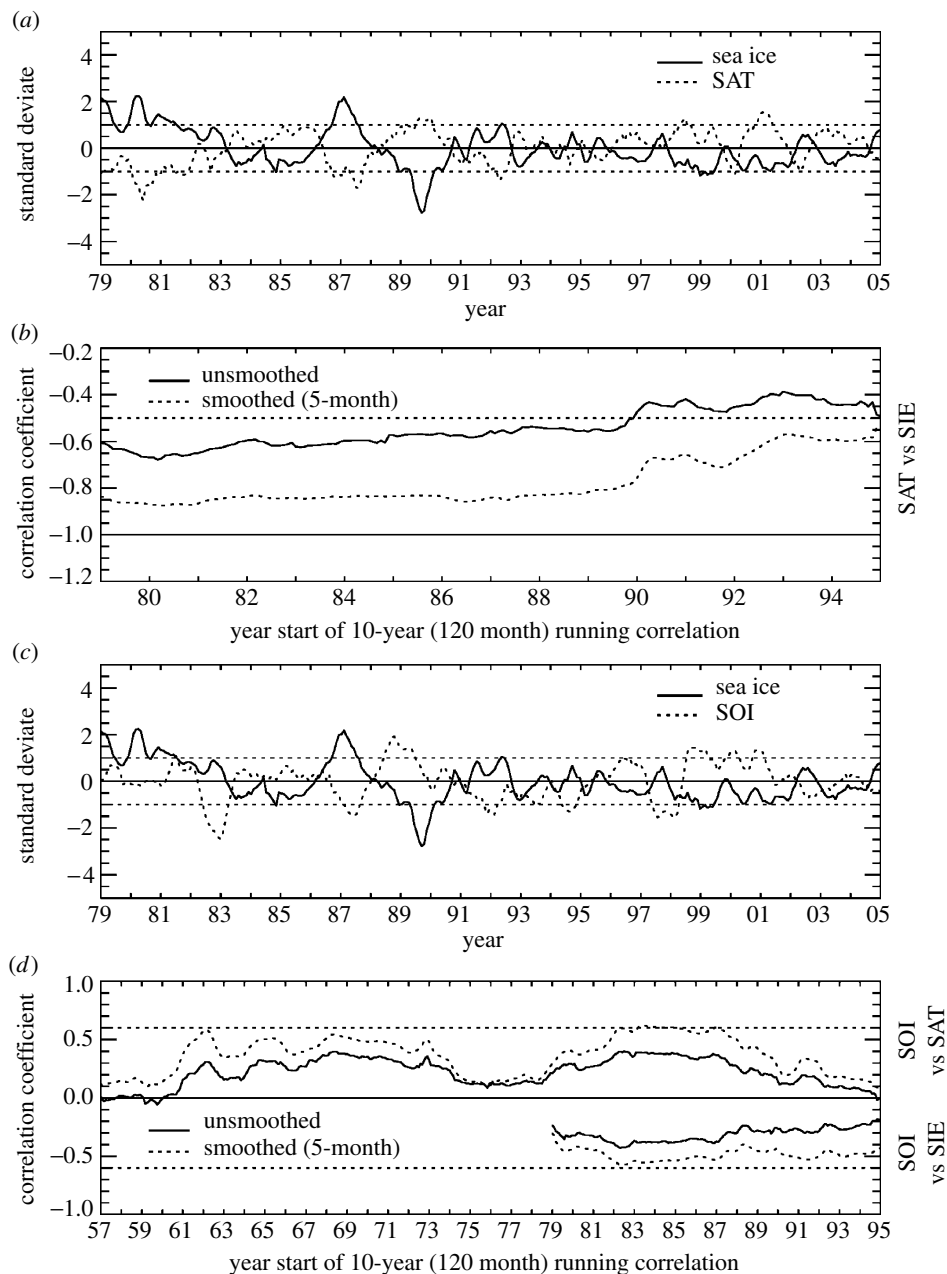 (a)
4
2
0
−2
−4
standard deviate
sea ice
SAT
79 81 83 85 87 89 91 93 95 97 99 01 03 05
year
(b)
−0.2
−0.4
−0.6
−0.8
−1.0
−1.2
correlation coefficient
unsmoothed
smoothed (5-month)
SAT vs SIE
80 82 84 86 88 90 92 94
year start of 10-year (120 month) running correlation
(c)
4
2
0
−2
−4
standard deviate
sea ice
SOI
79 81 83 85 87 89 91 93 95 97 99 01 03 05
year
(d)
1.0
0.5
0.0
−0.5
−1.0
correlation coefficient
unsmoothed
smoothed (5-month)
SOI
vs SAT
SOI
vs SIE
57 59 61 63 65 67 69 71 73 75 77 79 81 83 85 87 89 91 93 95
year start of 10-year (120 month) running correlation